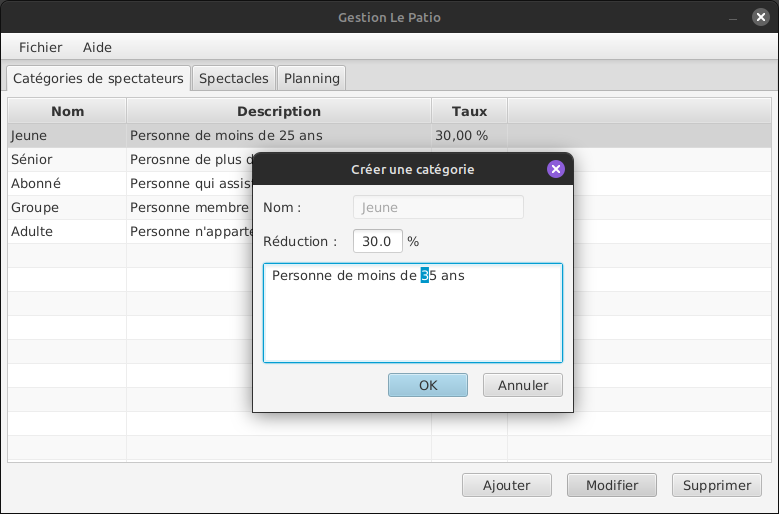 Gestion Le Patio
Fichier Aide
Catégories de spectateurs Spectacles Planning
Nom Description Taux
Jeune Personne de moins de 25 ans 30,00 %
Sénior Perosnne de plus d
Abonné Personne qui assis
Groupe Personne membre
Adulte Personne n'apparte
Créer une catégorie
Nom : Jeune
Réduction : 30.0 %
Personne de moins de 35 ans
OK Annuler
Ajouter Modifier Supprimer